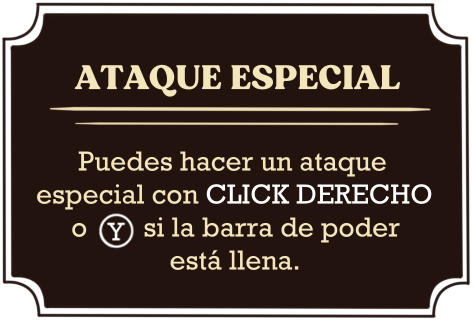 ATAQUE ESPECIAL
Puedes hacer un ataque
especial con CLICK DERECHO
o Y si la barra de poder
está llena.